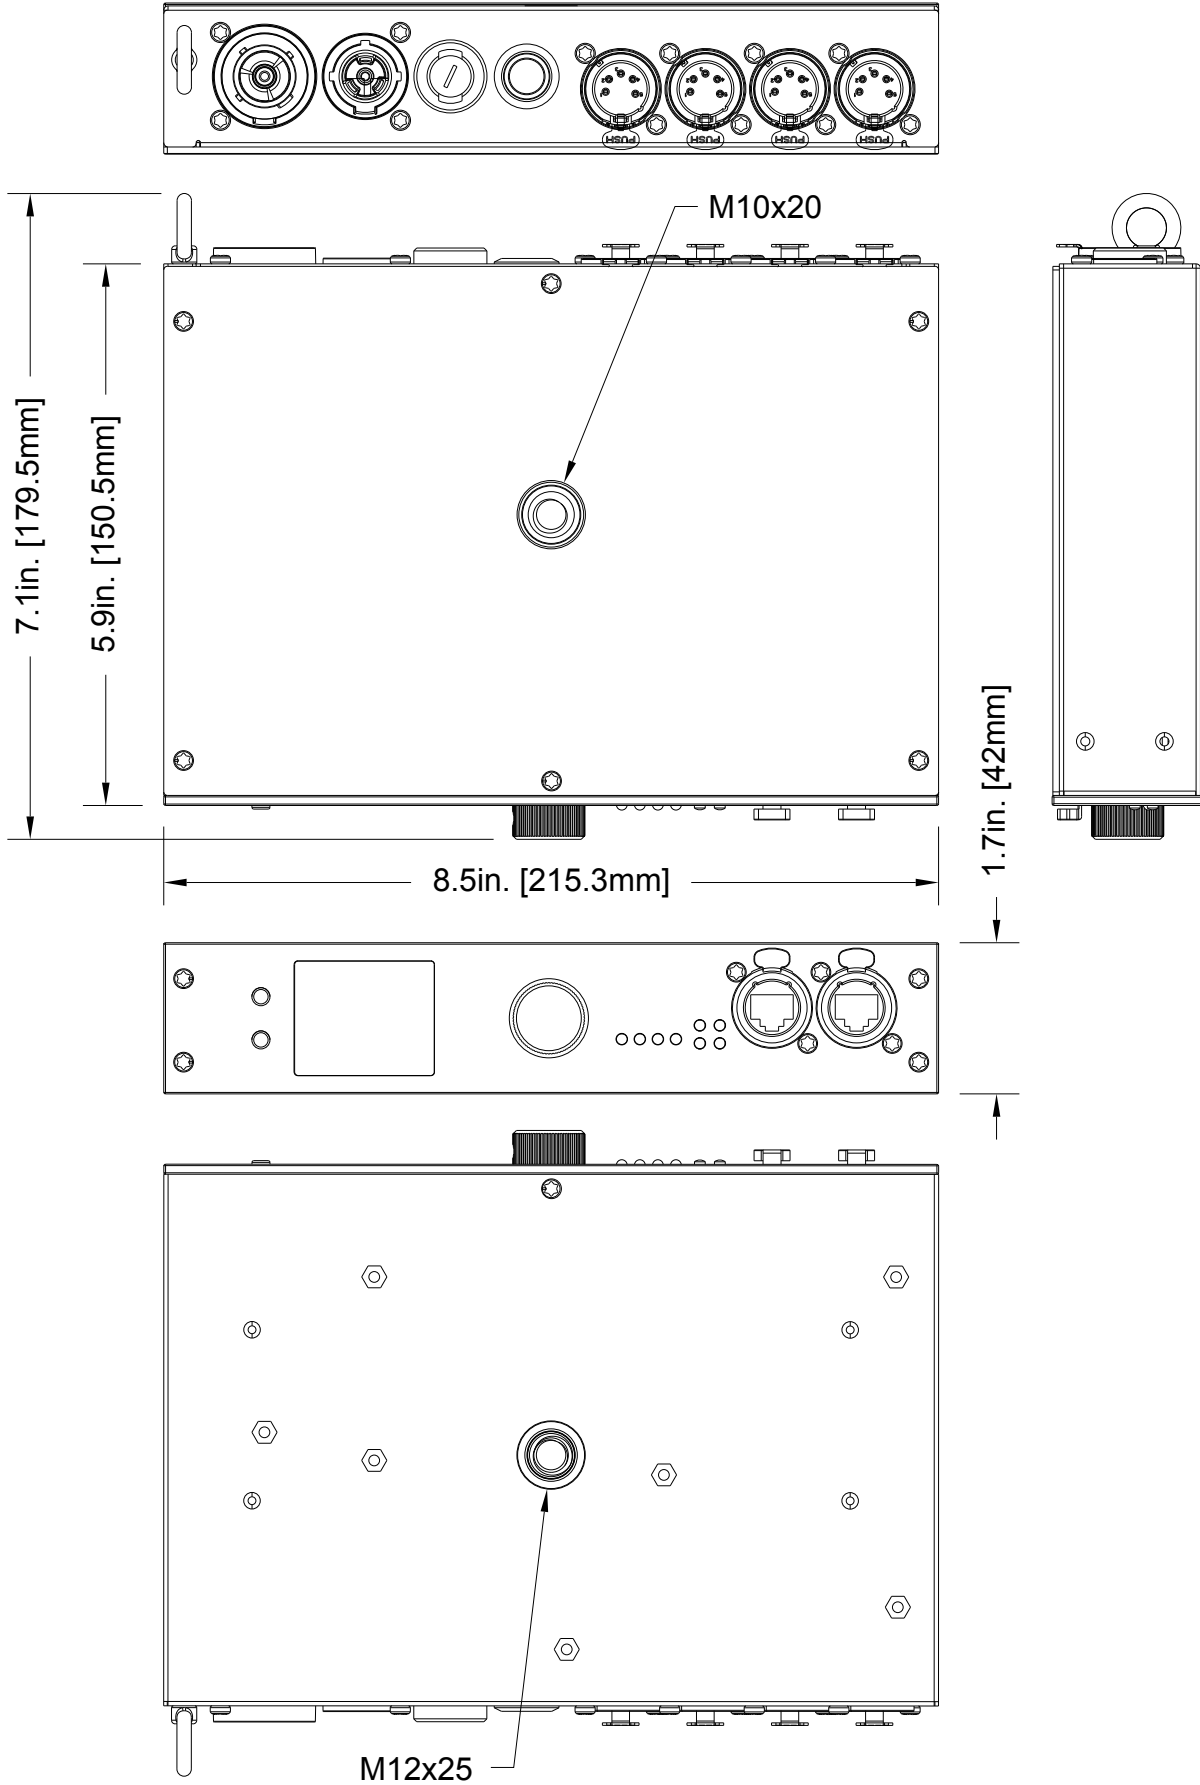 PUSH PUSH PUSH PUSH
M10x20
7.1in. [179.5mm]
5.9in. [150.5mm]
1.7in. [42mm]
8.5in. [215.3mm]
M12x25